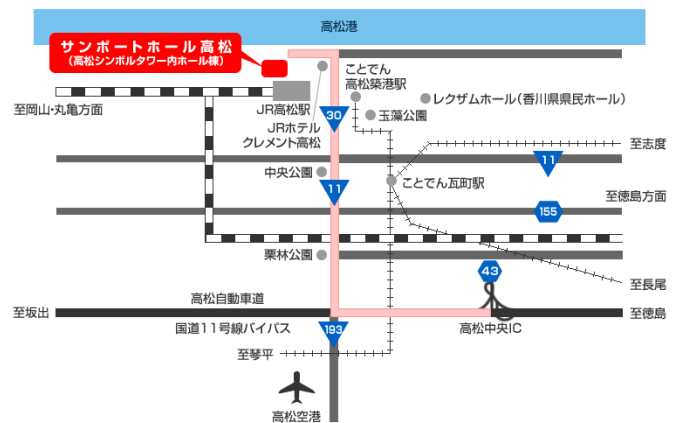 高松港
サンポートホール高松
（高松シンボルタワー内ホール棟）
ことでん
高松築港駅
レクザムホール（香川県県民ホール）
至岡山・丸亀方面
JR高松駅
30
玉藻公園
JRホテル
クレメント高松
至志度
11
中央公園
11
ことでん瓦町駅
至徳島方面
155
栗林公園
43
至長尾
高松自動車道
至坂出
至徳島
国道11号線バイパス
193
高松中央IC
至琴平
高松空港